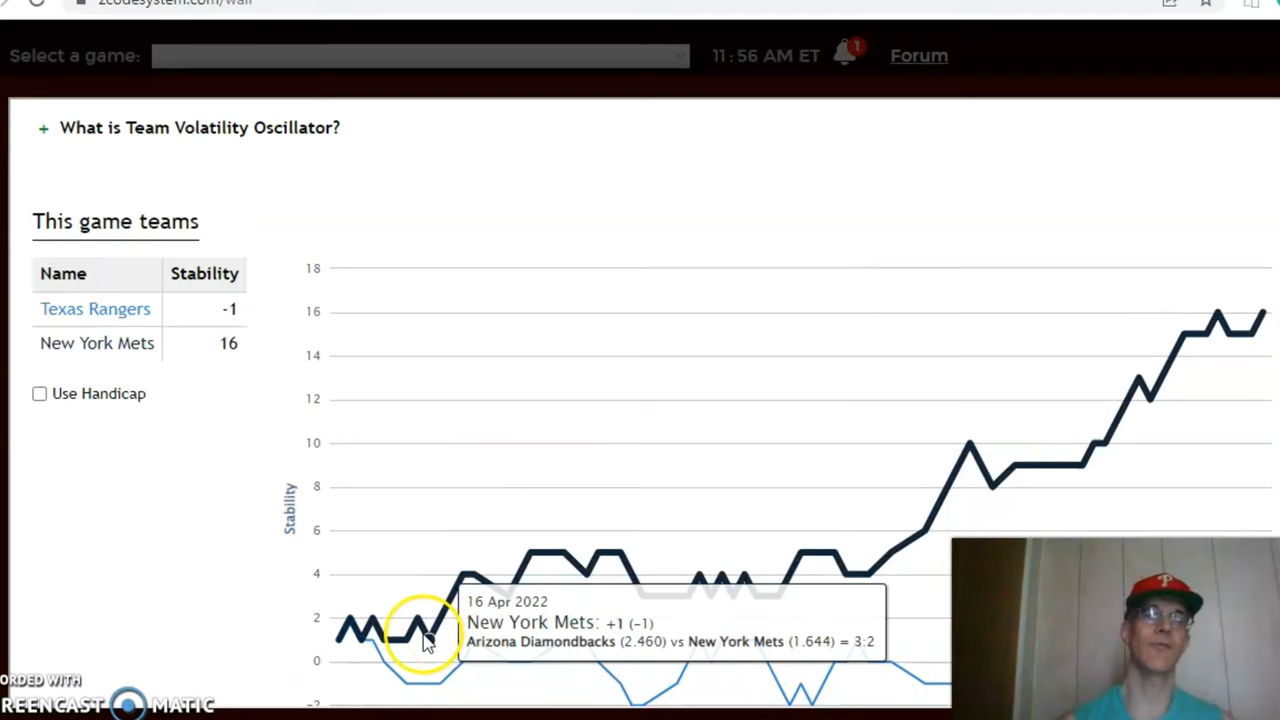 zcodesystem.com/wall
Select a game:
11:56 AM ET
1
Forum
+ What is Team Volatility Oscillator?
This game teams
Name Stability
Texas Rangers -1
New York Mets 16
Use Handicap
Stability
18
16
14
12
10
8
6
4
2
0
-2
16 Apr 2022
New York Mets: +1 (-1)
Arizona Diamondbacks (2.460) vs New York Mets (1.644) = 3:2
P
ORDED WITH
REENCAST MATIC